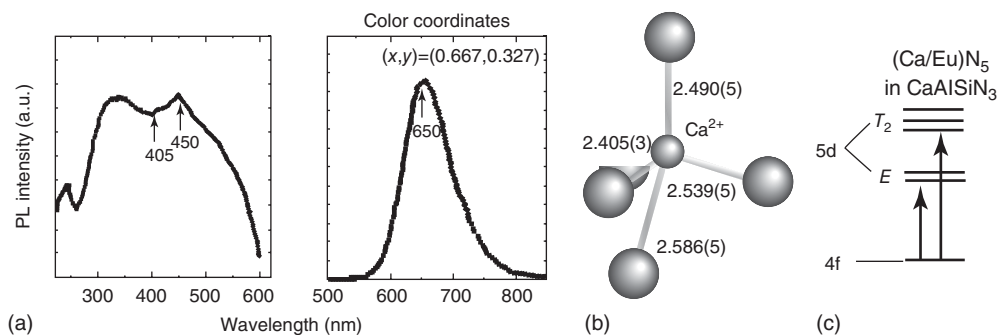 Color coordinates
PL intensity (a.u.)
405
450
300 400 500 600
(x,y)=(0.667,0.327)
650
500 600 700 800
Wavelength (nm)
(a)
2.490(5)
Ca2+
2.405(3)
2.539(5)
2.586(5)
(b)
(Ca/Eu)N5
in CaAlSiN3
T2
5d
E
4f
(c)